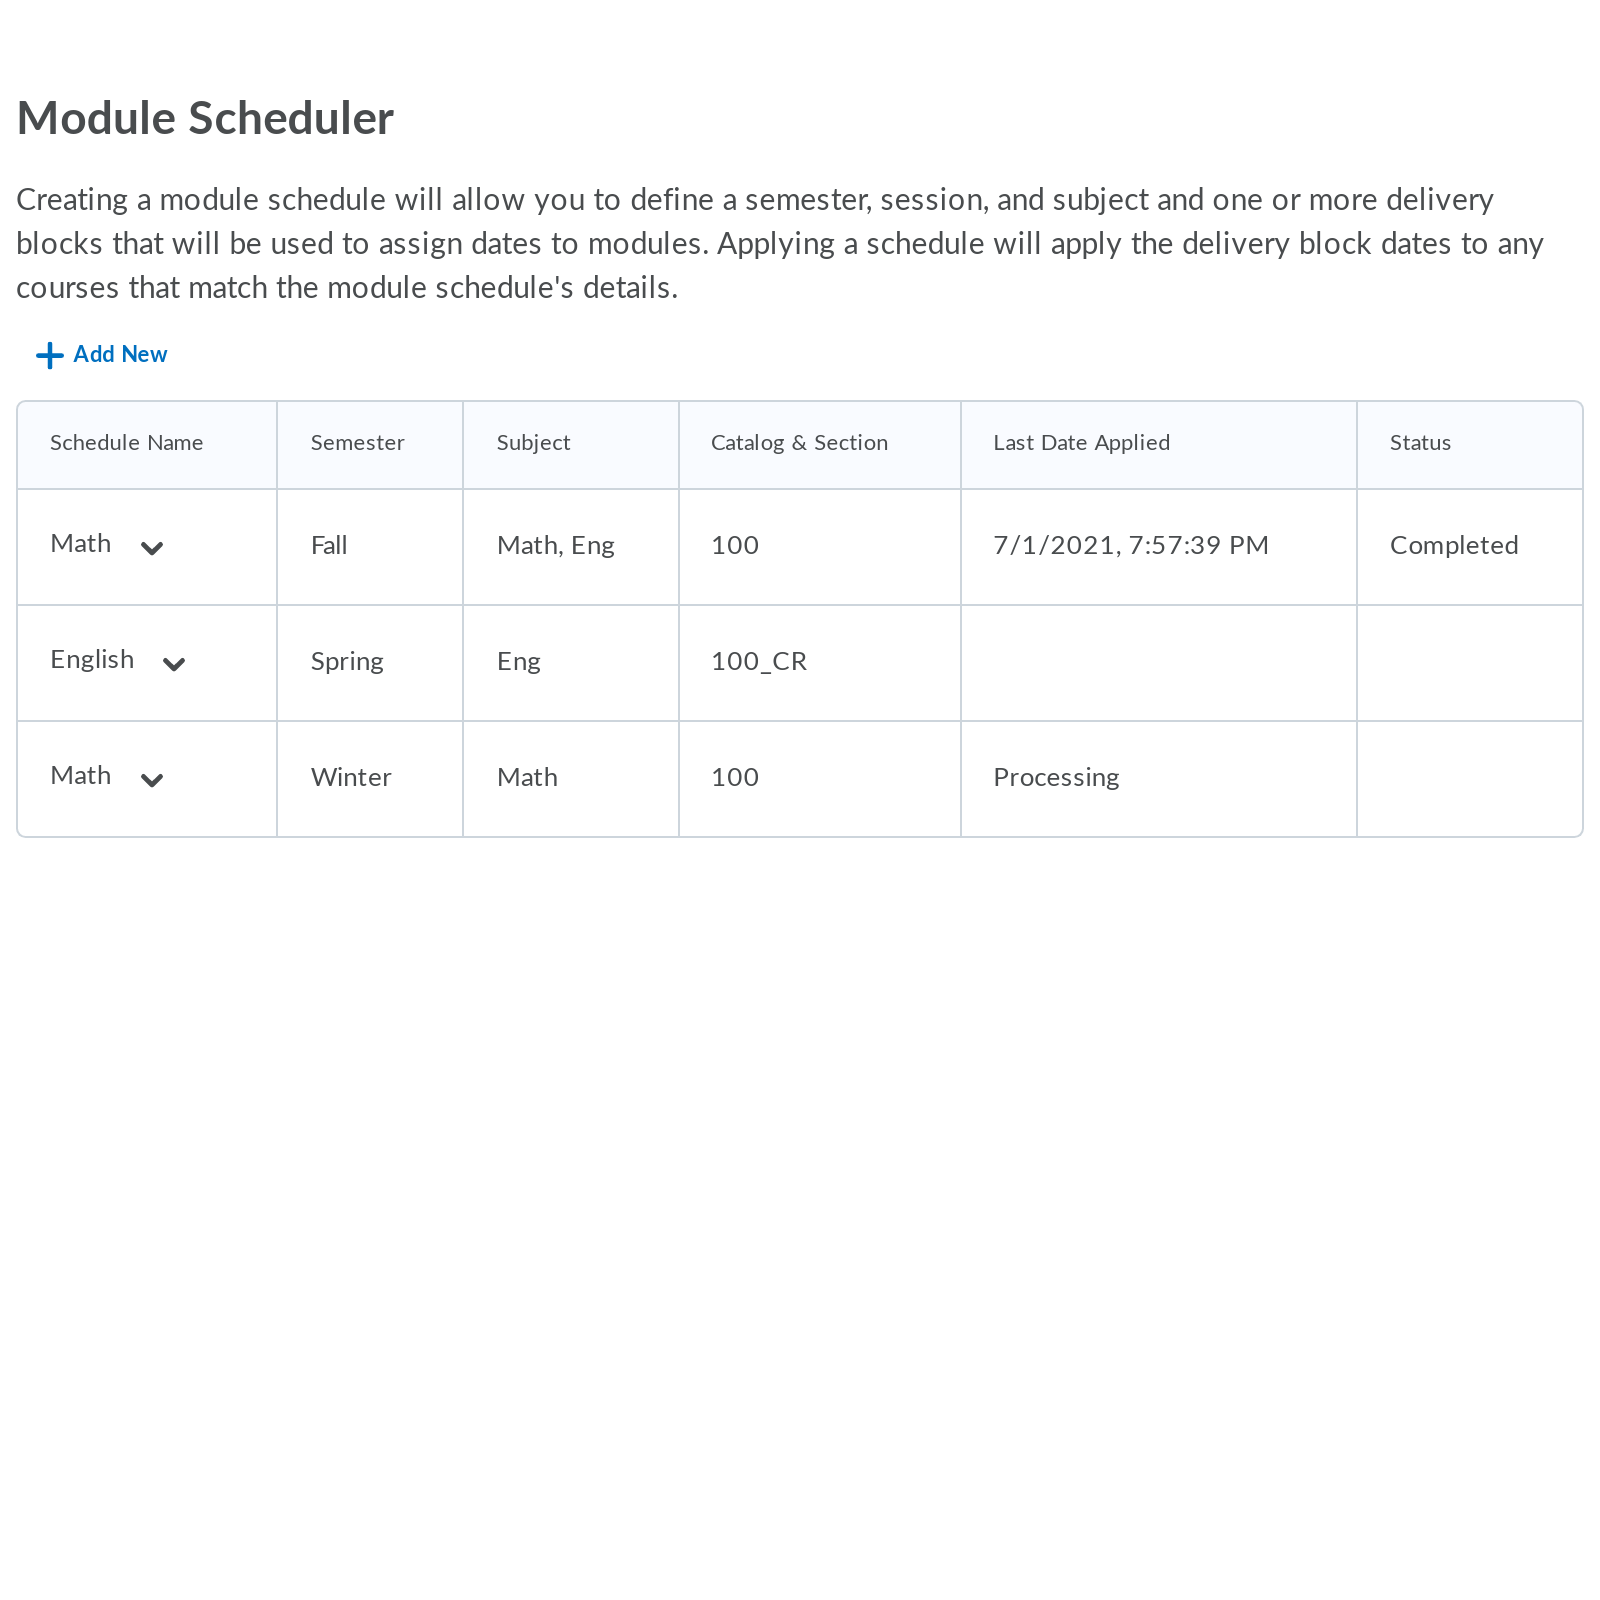 Module Scheduler
Creating a module schedule will allow you to define a semester, session, and subject and one or more delivery
blocks that will be used to assign dates to modules. Applying a schedule will apply the delivery block dates to any
courses that match the module schedule's details.
Add New
Schedule Name Semester Subject Catalog & Section Last Date Applied Status
Math Fall Math, Eng 100 7/1/2021, 7:57:39 PM Completed
English Spring Eng 100_CR
Math Winter Math 100 Processing